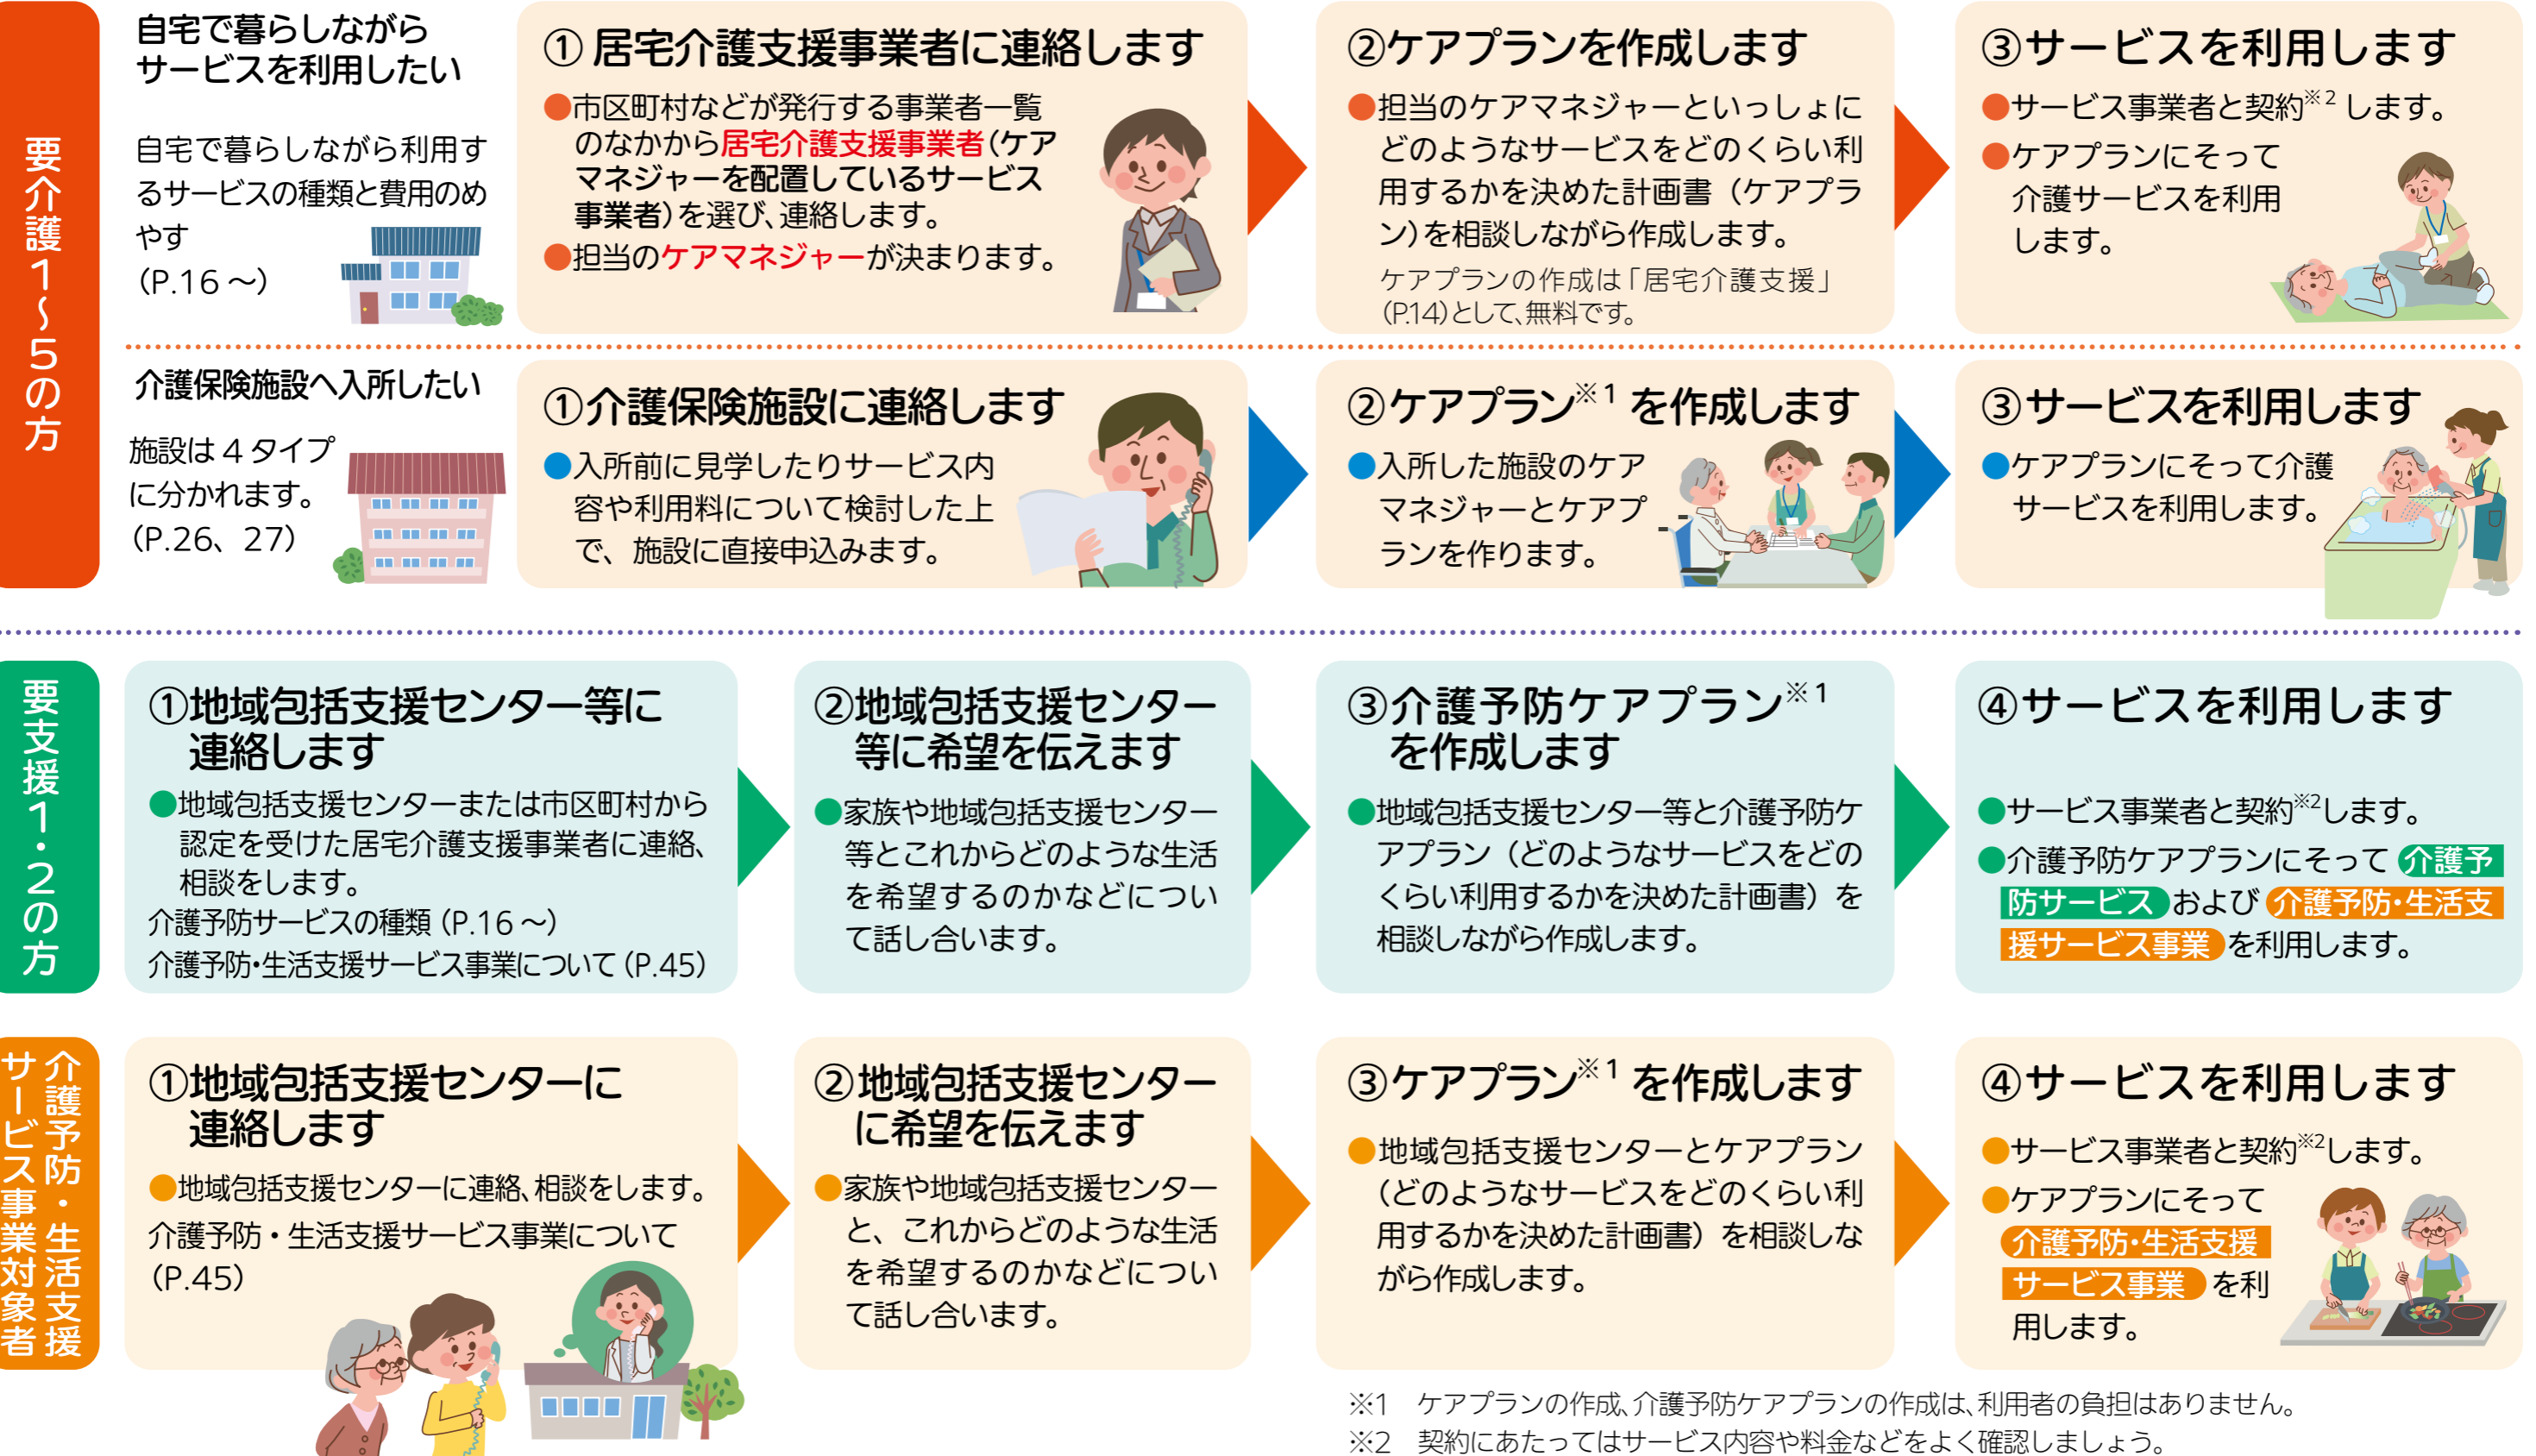 要介護1～5の方
自宅で暮らしながら
サービスを利用したい
自宅で暮らしながら利用す
るサービスの種類と費用のめ
やす
（P.16～）
①居宅介護支援事業者に連絡します
●市区町村などが発行する事業者一覧
のなかから居宅介護支援事業者（ケア
マネジャーを配置しているサービス
事業者）を選び、連絡します。
●担当のケアマネジャーが決まります。
②ケアプランを作成します
●担当のケアマネジャーといっしょに
どのようなサービスをどのくらい利
用するかを決めた計画書（ケアプラ
ン）を相談しながら作成します。
ケアプランの作成は「居宅介護支援」
（P.14）として、無料です。
③サービスを利用します
●サービス事業者と契約※2します。
●ケアプランにそって
介護サービスを利用
します。
介護保険施設へ入所したい
施設は4タイプ
に分かれます。
（P.26、27）
①介護保険施設に連絡します
●入所前に見学したりサービス内
容や利用料について検討した上
で、施設に直接申込みます。
②ケアプラン※1を作成します
●入所した施設のケア
マネジャーとケアプ
ランを作ります。
③サービスを利用します
●ケアプランにそって介護
サービスを利用します。
要支援1・2の方
①地域包括支援センター等に
連絡します
●地域包括支援センターまたは市区町村から
認定を受けた居宅介護支援事業者に連絡、
相談をします。
介護予防サービスの種類（P.16～）
介護予防・生活支援サービス事業について（P.45）
②地域包括支援センター
等に希望を伝えます
●家族や地域包括支援センター
等とこれからどのような生活
を希望するのかなどについ
て話し合います。
③介護予防ケアプラン※1
を作成します
●地域包括支援センター等と介護予防ケ
アプラン（どのようなサービスをどの
くらい利用するかを決めた計画書）を
相談しながら作成します。
④サービスを利用します
●サービス事業者と契約※2します。
●介護予防ケアプランにそって介護予
防サービスおよび介護予防・生活支
援サービス事業を利用します。
介護予防・生活支援
サービス事業対象者
①地域包括支援センターに
連絡します
●地域包括支援センターに連絡、相談をします。
介護予防・生活支援サービス事業について
（P.45）
②地域包括支援センター
に希望を伝えます
●家族や地域包括支援センター
と、これからどのような生活
を希望するのかなどについ
て話し合います。
③ケアプラン※1を作成します
●地域包括支援センターとケアプラン
（どのようなサービスをどのくらい利
用するかを決めた計画書）を相談しな
がら作成します。
④サービスを利用します
●サービス事業者と契約※2します。
●ケアプランにそって
介護予防・生活支援
サービス事業を利
用します。
※1 ケアプランの作成、介護予防ケアプランの作成は、利用者の負担はありません。
※2 契約にあたってはサービス内容や料金などをよく確認しましょう。